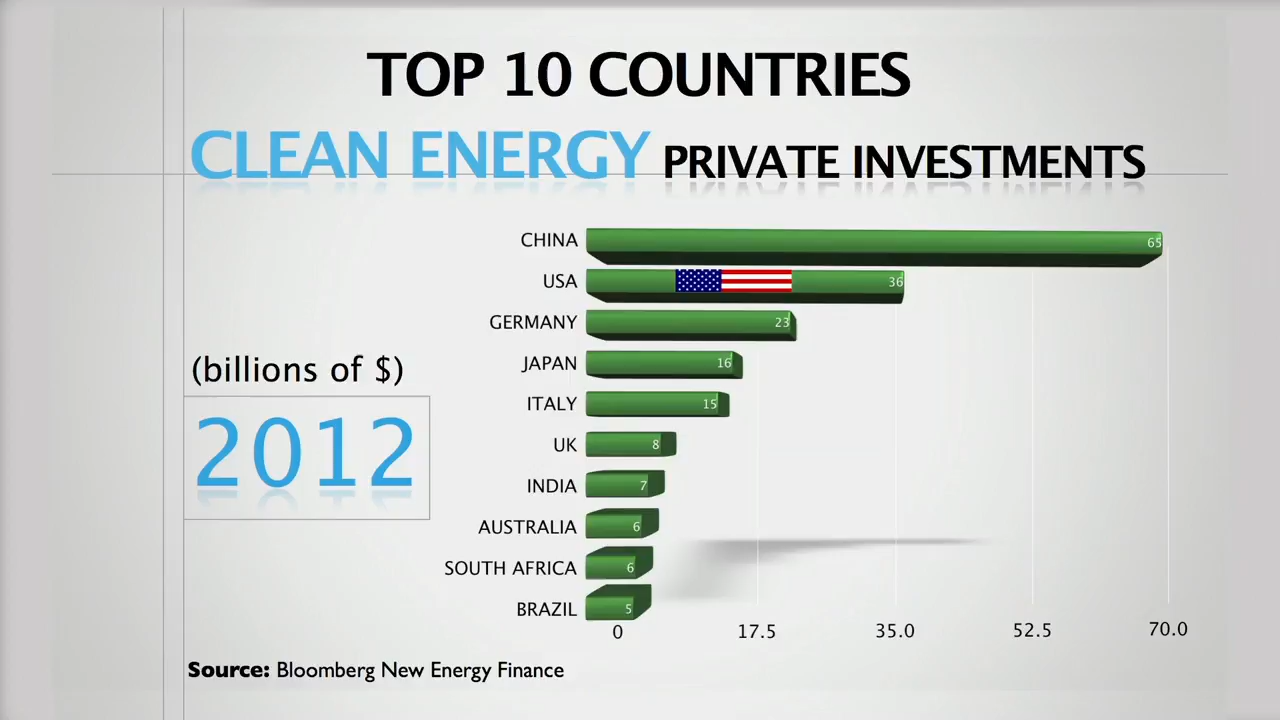 TOP 10 COUNTRIES
CLEAN ENERGY PRIVATE INVESTMENTS
CHINA 65
USA 36
GERMANY 23
JAPAN 16
ITALY 15
UK 8
INDIA 7
AUSTRALIA 6
SOUTH AFRICA 6
BRAZIL 5
0 17.5 35.0 52.5 70.0
(billions of $)
2012
Source: Bloomberg New Energy Finance